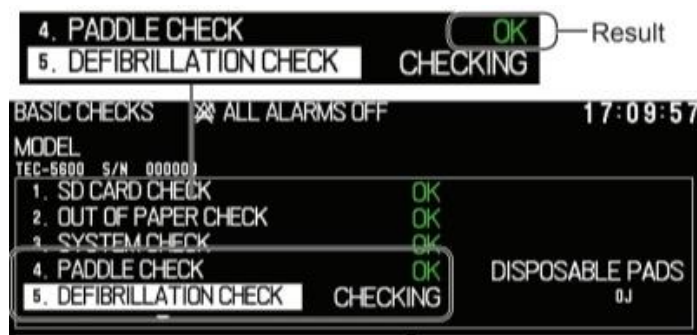 4. PADDLE CHECK OK Result
5. DEFIBRILLATION CHECK CHECKING
BASIC CHECKS ALL ALARMS OFF 17:09:57
MODEL
TEC-5600 S/N 000000
1. SD CARD CHECK OK
2. OUT OF PAPER CHECK OK
3. SYSTEM CHECK OK
4. PADDLE CHECK OK DISPOSABLE PADS
5. DEFIBRILLATION CHECK CHECKING 0J